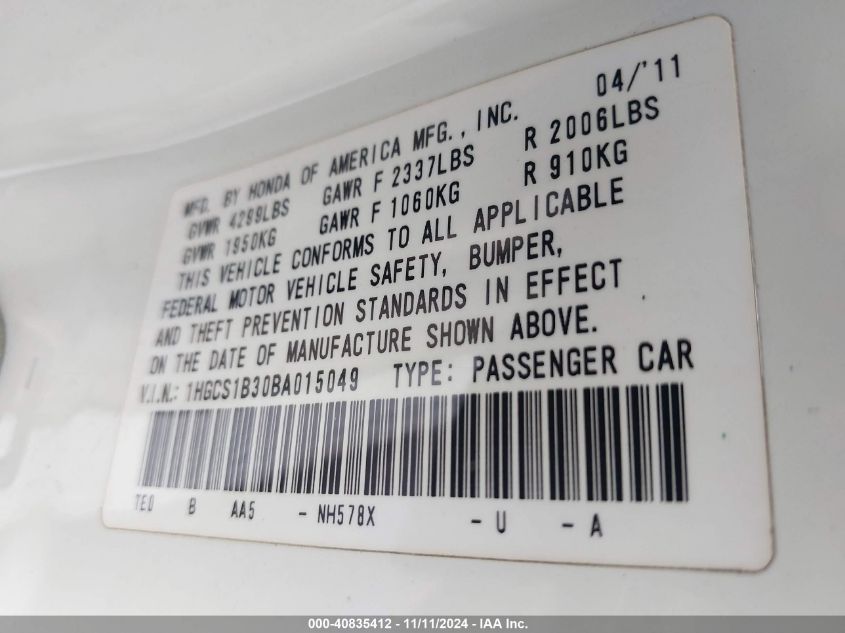 04/'11
MFD. BY HONDA OF AMERICA MFG., INC.
GVWR 4299LBS GAWR F 2337LBS R 2006LBS
GVWR 1950KG GAWR F 1060KG R 910KG
THIS VEHICLE CONFORMS TO ALL APPLICABLE
FEDERAL MOTOR VEHICLE SAFETY, BUMPER,
AND THEFT PREVENTION STANDARDS IN EFFECT
ON THE DATE OF MANUFACTURE SHOWN ABOVE.
V.I.N.: 1HGCS1B30BA015049 TYPE: PASSENGER CAR
TE0 B AA5 - NH578X - U - A
000-40835412 - 11/11/2024 - IAA Inc.